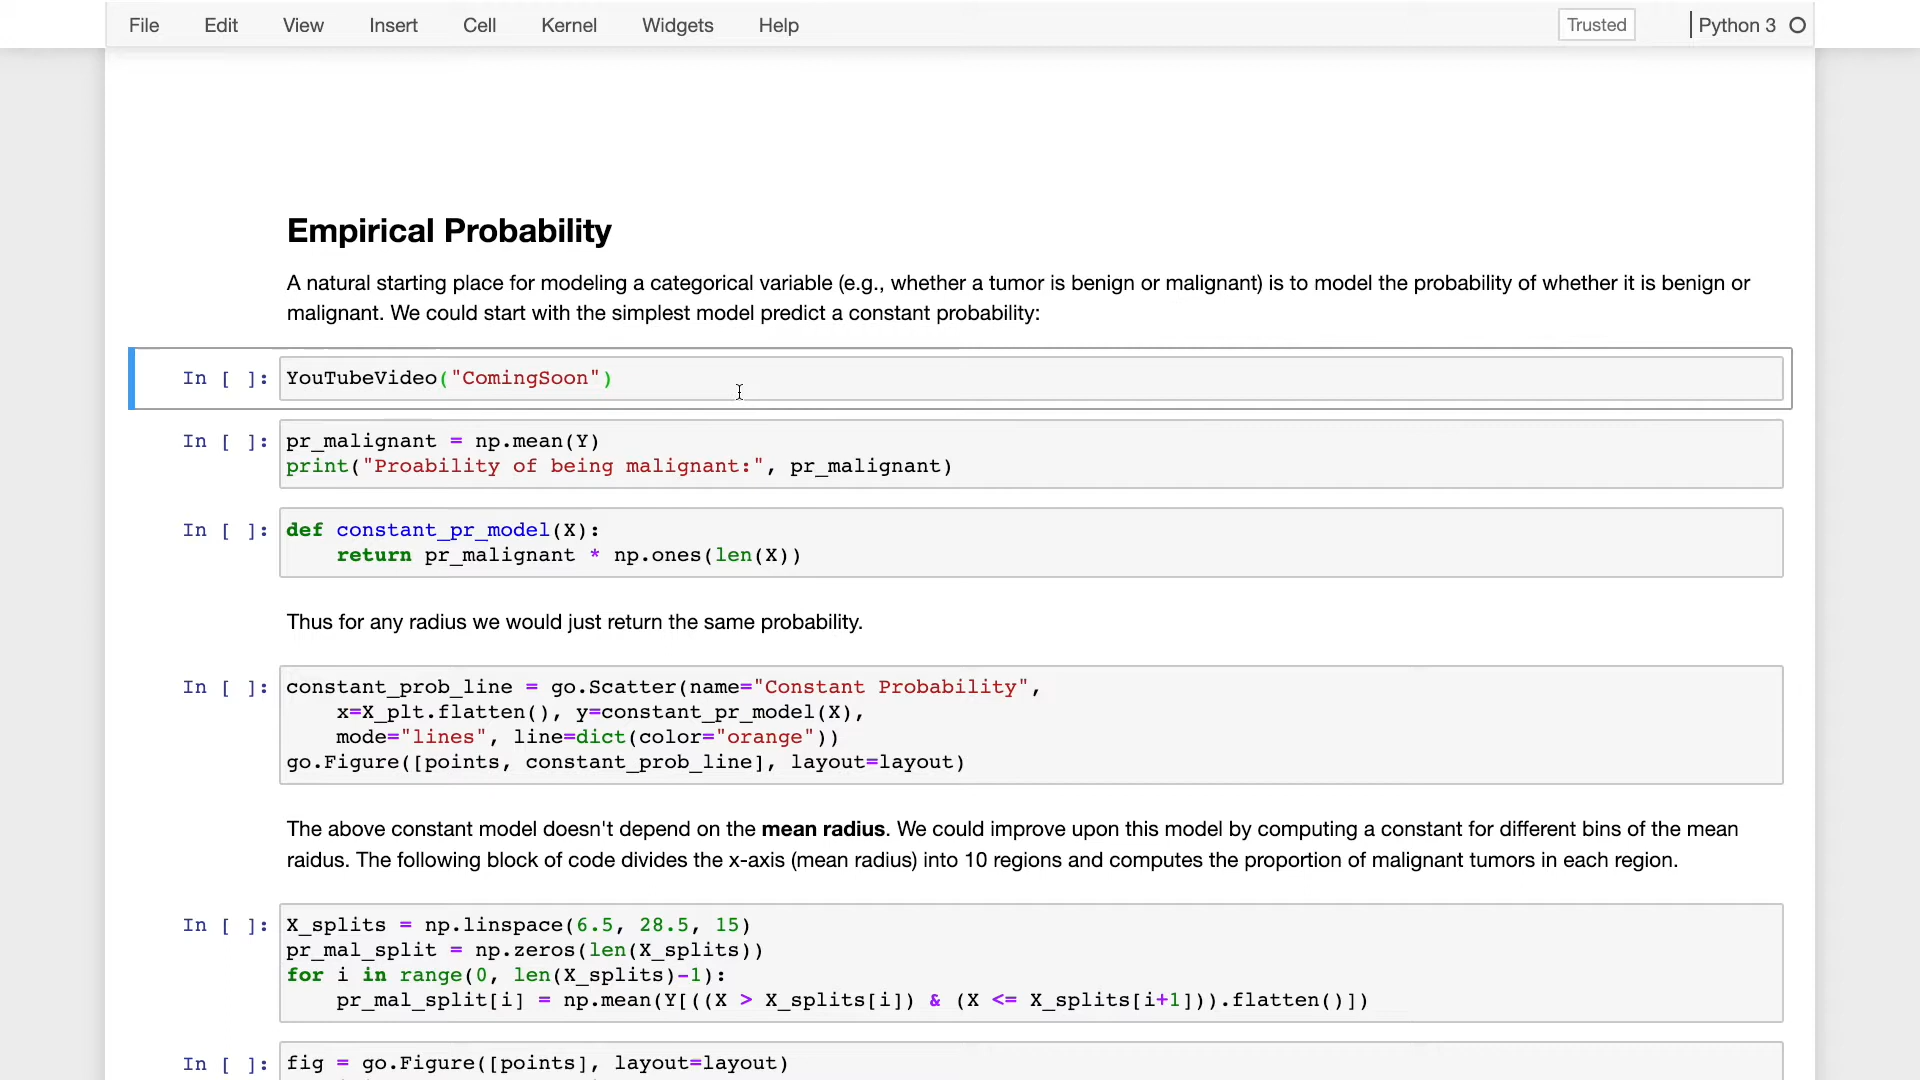 File Edit View Insert Cell Kernel Widgets Help Trusted Python 3
Empirical Probability
A natural starting place for modeling a categorical variable (e.g., whether a tumor is benign or malignant) is to model the probability of whether it is benign or
malignant. We could start with the simplest model predict a constant probability:
In [ ]: YouTubeVideo("ComingSoon")
In [ ]: pr_malignant = np.mean(Y)
print("Proability of being malignant:", pr_malignant)
In [ ]: def constant_pr_model(X):
return pr_malignant * np.ones(len(X))
Thus for any radius we would just return the same probability.
In [ ]: constant_prob_line = go.Scatter(name="Constant Probability",
x=X_plt.flatten(), y=constant_pr_model(X),
mode="lines", line=dict(color="orange"))
go.Figure([points, constant_prob_line], layout=layout)
The above constant model doesn't depend on the mean radius. We could improve upon this model by computing a constant for different bins of the mean
raidus. The following block of code divides the x-axis (mean radius) into 10 regions and computes the proportion of malignant tumors in each region.
In [ ]: X_splits = np.linspace(6.5, 28.5, 15)
pr_mal_split = np.zeros(len(X_splits))
for i in range(0, len(X_splits)-1):
pr_mal_split[i] = np.mean(Y[((X > X_splits[i]) & (X <= X_splits[i+1])).flatten()])
In [ ]: fig = go.Figure([points], layout=layout)